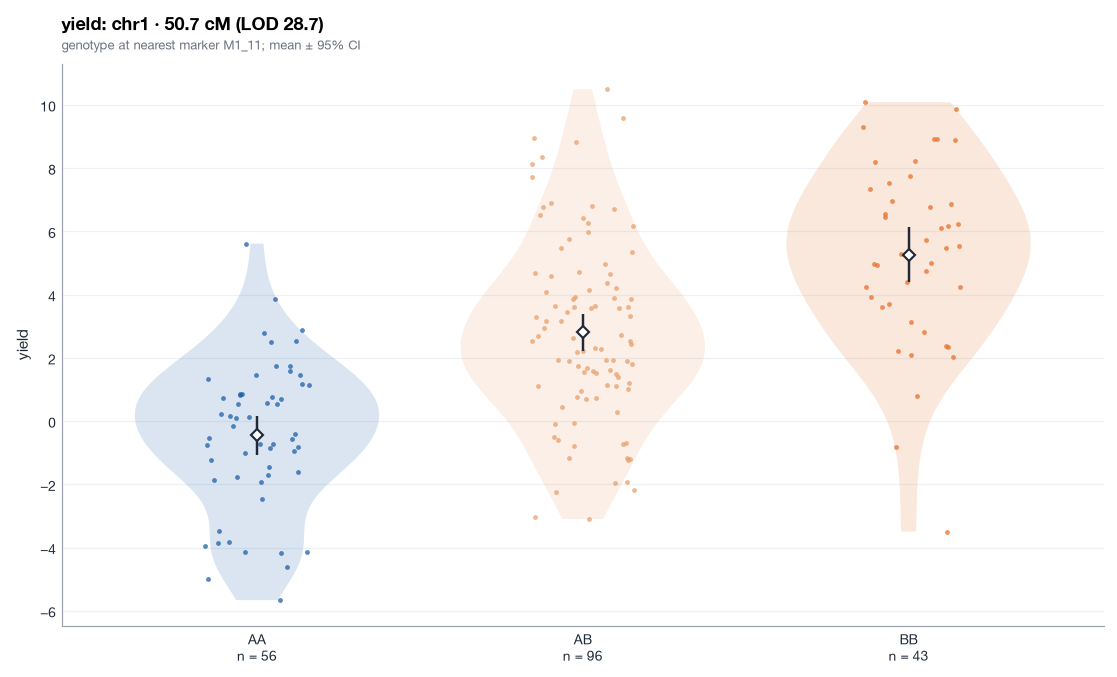 yield: chr1 · 50.7 cM (LOD 28.7)
genotype at nearest marker M1_11; mean ± 95% CI
10
8
6
4
2
0
−2
−4
−6
yield
AA
n = 56
AB
n = 96
BB
n = 43